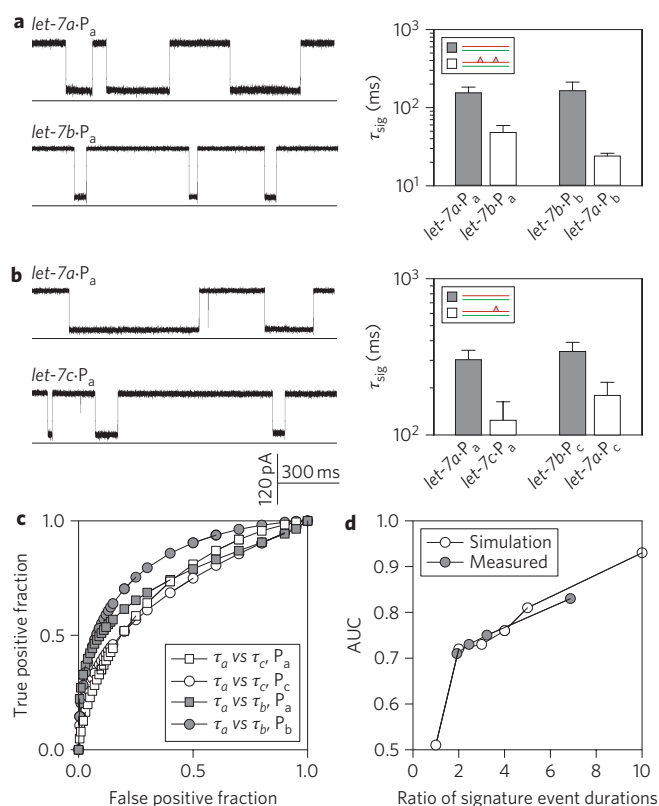 a
let-7a·Pa
let-7b·Pa
10³
10²
10¹
τsig (ms)
let-7a·Pa
let-7b·Pa
let-7b·Pb
let-7a·Pb
b
let-7a·Pa
let-7c·Pa
120 pA
300 ms
10³
10²
τsig (ms)
let-7a·Pa
let-7c·Pa
let-7b·Pc
let-7a·Pc
c
True positive fraction
1.0
0.5
0.0
τa vs τc, Pa
τa vs τc, Pc
τa vs τb, Pa
τa vs τb, Pb
0.0 0.5 1.0
False positive fraction
d
AUC
1.0
0.9
0.8
0.7
0.6
0.5
Simulation
Measured
0 2 4 6 8 10
Ratio of signature event durations